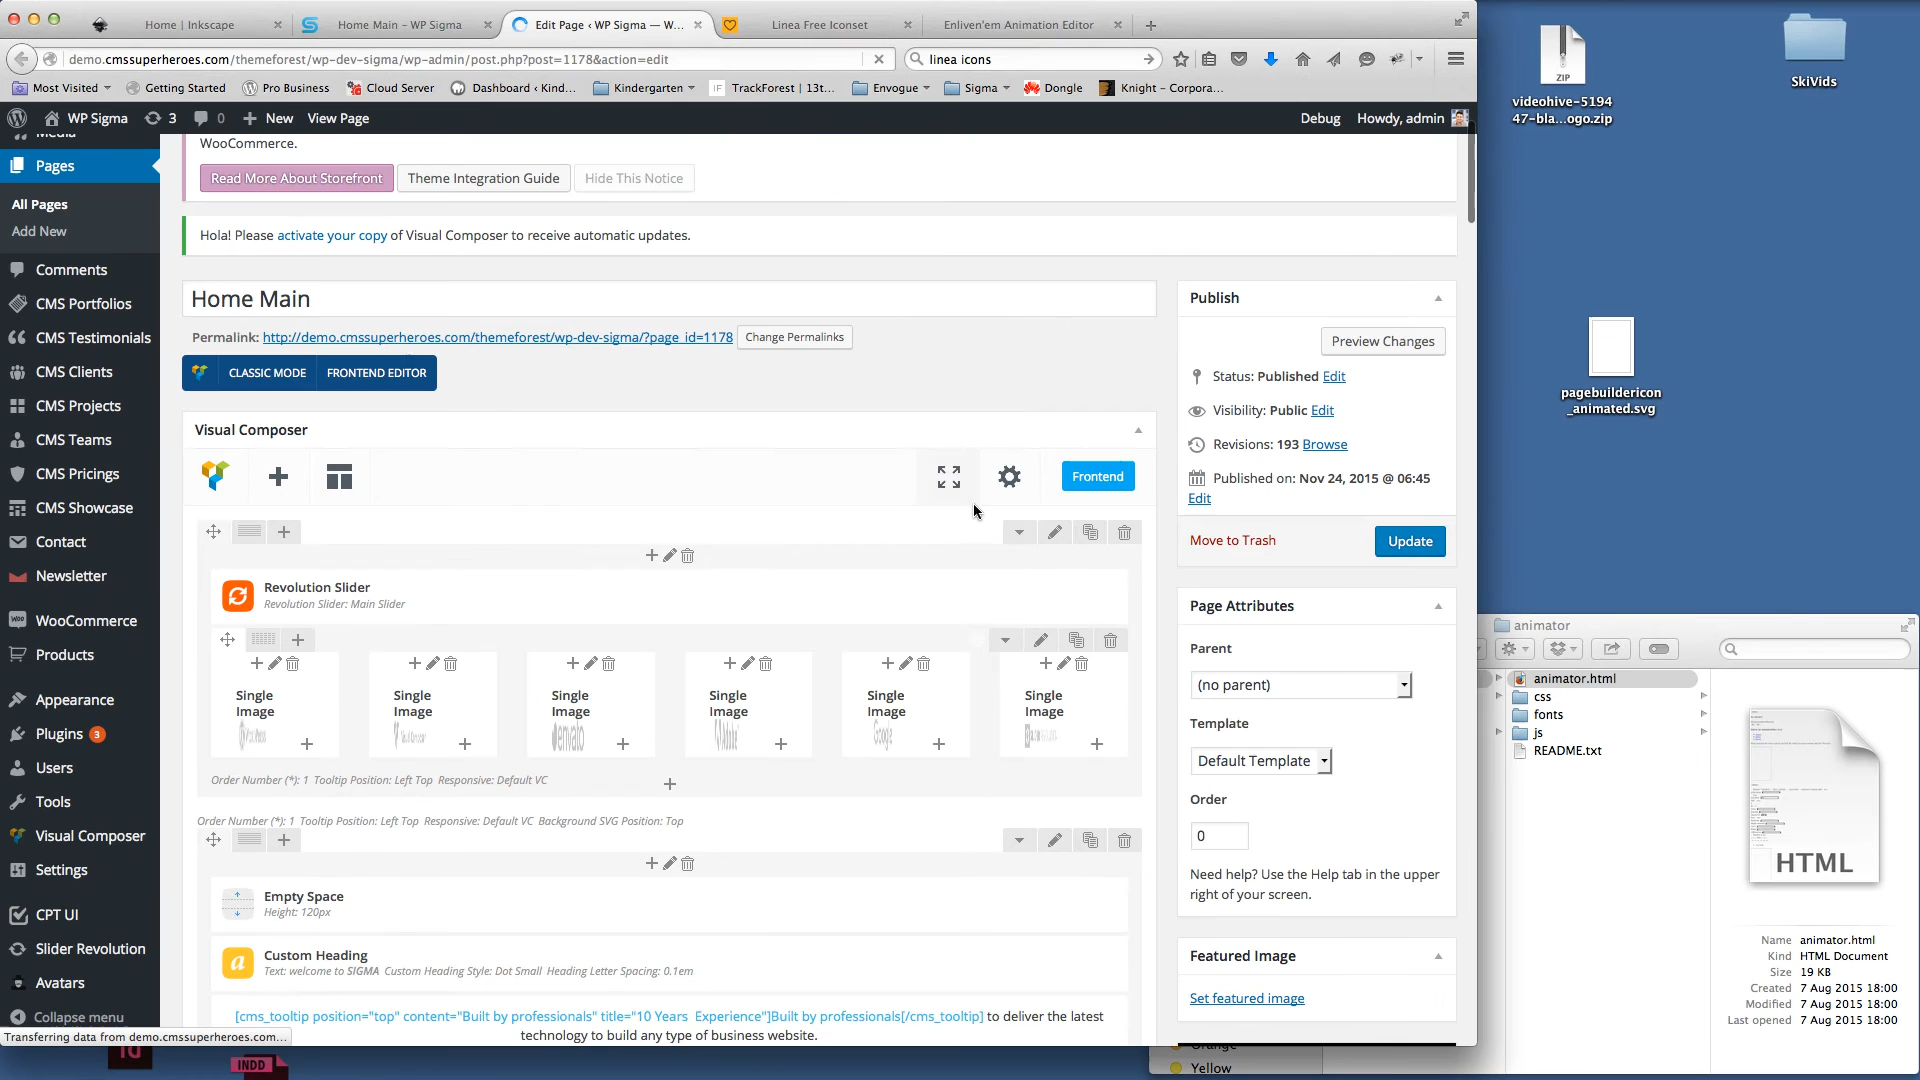 Home | Inkscape
Home Main – WP Sigma
Edit Page ‹ WP Sigma — W...
Linea Free Iconset
Enliven'em Animation Editor
demo.cmssuperheroes.com/themeforest/wp-dev-sigma/wp-admin/post.php?post=1178&action=edit
linea icons
Most Visited
Getting Started
Pro Business
Cloud Server
Dashboard ‹ Kind...
Kindergarten
TrackForest | 13t...
Envogue
Sigma
Dongle
Knight – Corpora...
WP Sigma
3
0
New
View Page
Debug
Howdy, admin
Media
Pages
All Pages
Add New
Comments
CMS Portfolios
CMS Testimonials
CMS Clients
CMS Projects
CMS Teams
CMS Pricings
CMS Showcase
Contact
Newsletter
WooCommerce
Products
Appearance
Plugins 3
Users
Tools
Visual Composer
Settings
CPT UI
Slider Revolution
Avatars
Collapse menu
Transferring data from demo.cmssuperheroes.com...
WooCommerce.
Read More About Storefront
Theme Integration Guide
Hide This Notice
Hola! Please activate your copy of Visual Composer to receive automatic updates.
Home Main
Permalink: http://demo.cmssuperheroes.com/themeforest/wp-dev-sigma/?page_id=1178
Change Permalinks
CLASSIC MODE
FRONTEND EDITOR
Visual Composer
Frontend
Revolution Slider
Revolution Slider: Main Slider
Single
Image
Single
Image
Single
Image
envato
Single
Image
Single
Image
Google
Single
Image
Order Number (*): 1 Tooltip Position: Left Top Responsive: Default VC
Order Number (*): 1 Tooltip Position: Left Top Responsive: Default VC Background SVG Position: Top
Empty Space
Height: 120px
a
Custom Heading
Text: welcome to SIGMA Custom Heading Style: Dot Small Heading Letter Spacing: 0.1em
[cms_tooltip position="top" content="Built by professionals" title="10 Years Experience"]Built by professionals[/cms_tooltip] to deliver the latest
technology to build any type of business website.
Publish
Preview Changes
Status: Published Edit
Visibility: Public Edit
Revisions: 193 Browse
Published on: Nov 24, 2015 @ 06:45
Edit
Move to Trash
Update
Page Attributes
Parent
(no parent)
Template
Default Template
Order
0
Need help? Use the Help tab in the upper
right of your screen.
Featured Image
Set featured image
ZIP
videohive-5194
47-bla...ogo.zip
SkiVids
pagebuildericon
_animated.svg
animator
animator.html
css
fonts
js
README.txt
HTML
Name animator.html
Kind HTML Document
Size 19 KB
Created 7 Aug 2015 18:00
Modified 7 Aug 2015 18:00
Last opened 7 Aug 2015 18:00
Orange
Yellow
Id
INDD